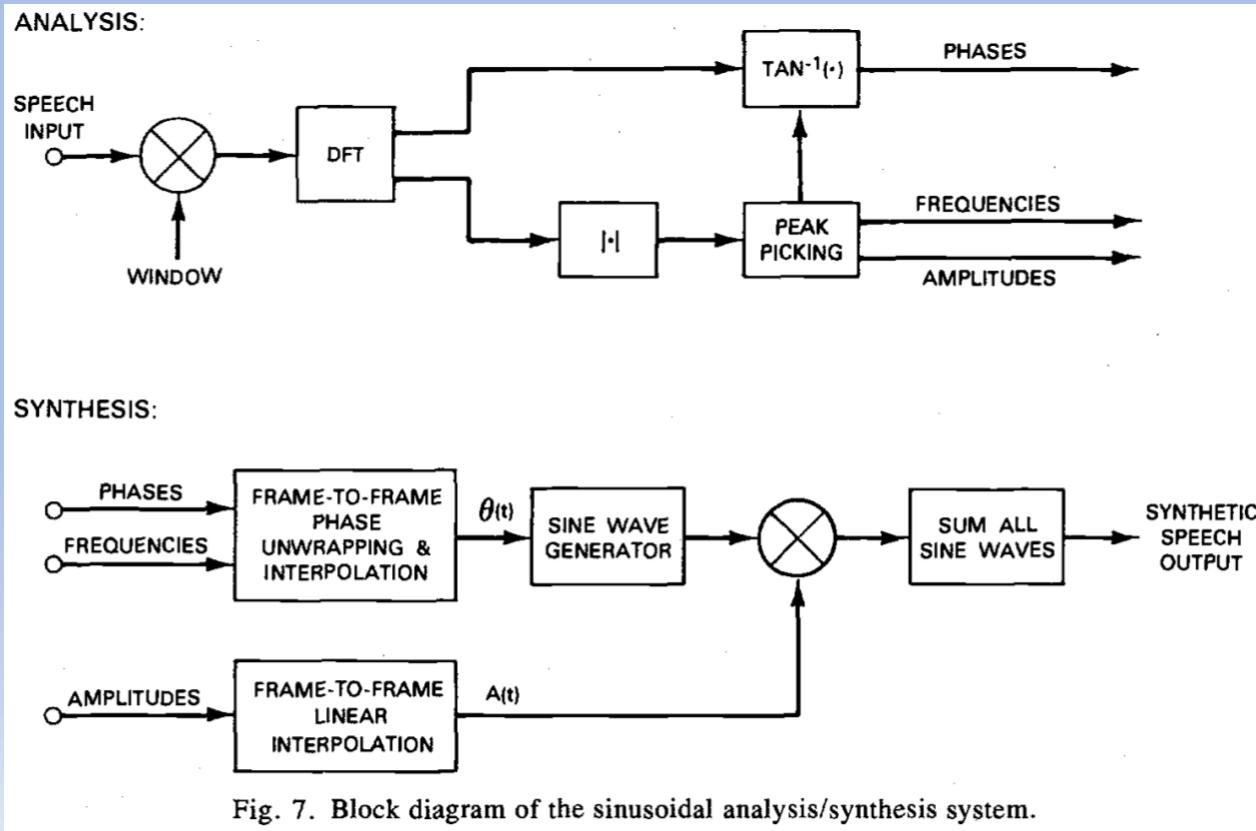 ANALYSIS:
SPEECH
INPUT
WINDOW
DFT
TAN⁻¹(·)
PHASES
|·|
PEAK
PICKING
FREQUENCIES
AMPLITUDES
SYNTHESIS:
PHASES
FREQUENCIES
FRAME-TO-FRAME
PHASE
UNWRAPPING &
INTERPOLATION
θ(t)
SINE WAVE
GENERATOR
SUM ALL
SINE WAVES
SYNTHETIC
SPEECH
OUTPUT
AMPLITUDES
FRAME-TO-FRAME
LINEAR
INTERPOLATION
A(t)
Fig. 7. Block diagram of the sinusoidal analysis/synthesis system.